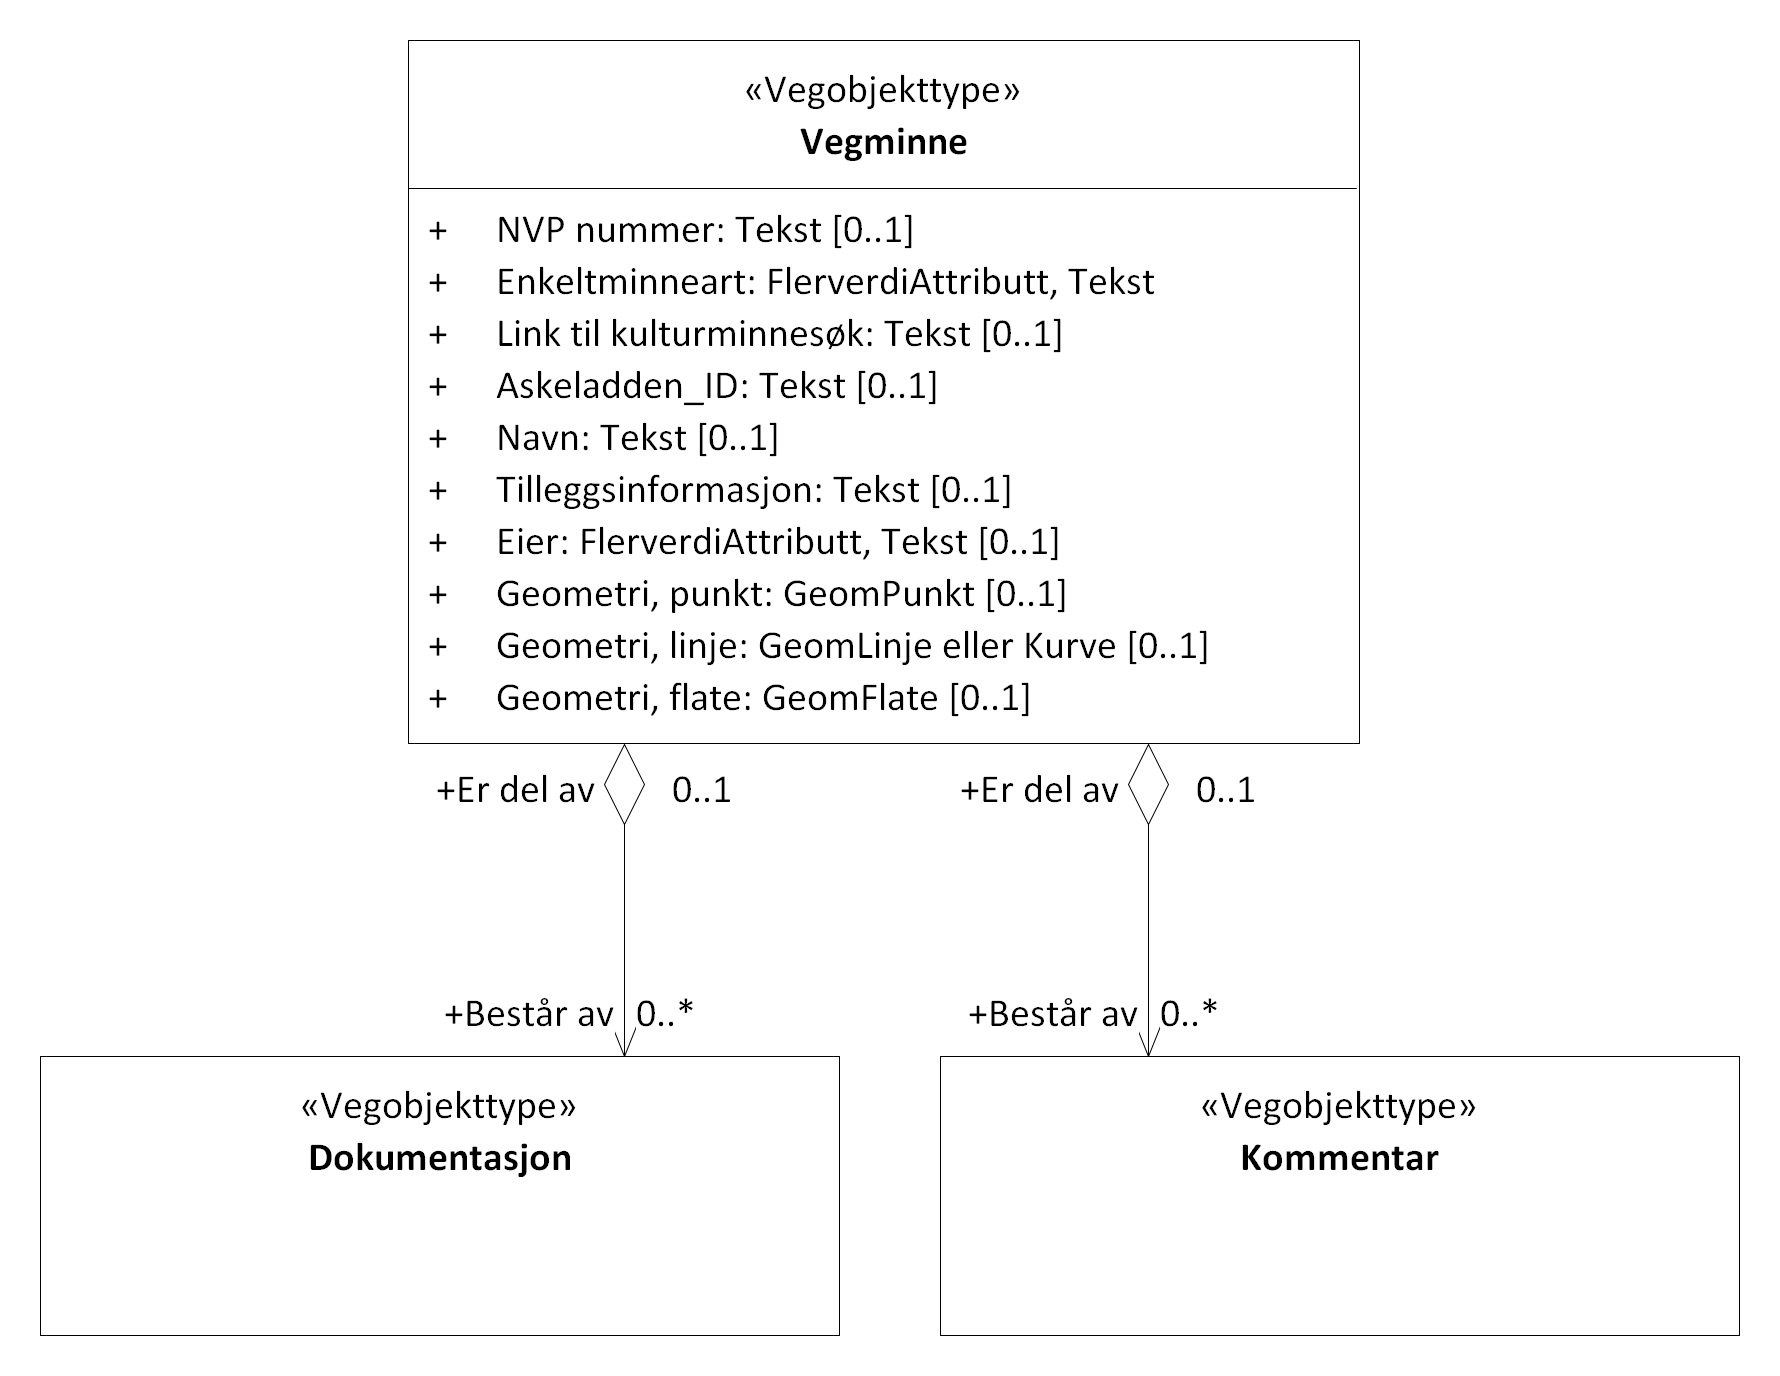 «Vegobjekttype»
Vegminne
+ NVP nummer: Tekst [0..1]
+ Enkeltminneart: FlerverdiAttributt, Tekst
+ Link til kulturminnesøk: Tekst [0..1]
+ Askeladden_ID: Tekst [0..1]
+ Navn: Tekst [0..1]
+ Tilleggsinformasjon: Tekst [0..1]
+ Eier: FlerverdiAttributt, Tekst [0..1]
+ Geometri, punkt: GeomPunkt [0..1]
+ Geometri, linje: GeomLinje eller Kurve [0..1]
+ Geometri, flate: GeomFlate [0..1]
+Er del av 0..1
+Er del av 0..1
+Består av 0..*
+Består av 0..*
«Vegobjekttype»
Dokumentasjon
«Vegobjekttype»
Kommentar